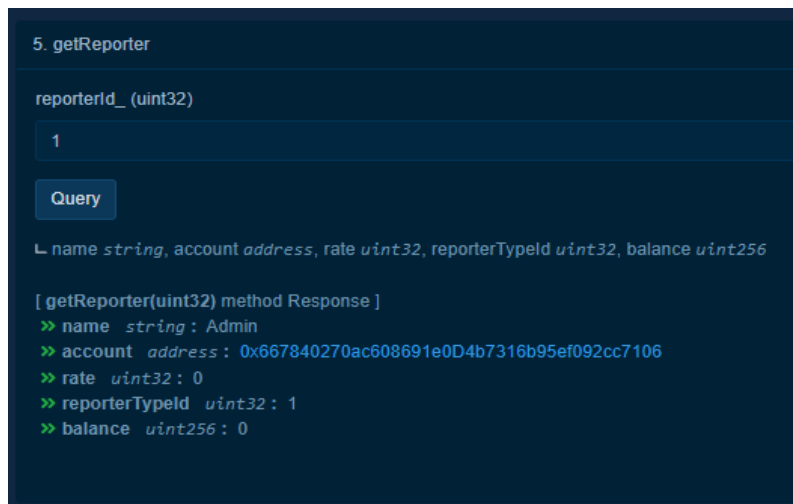 5. getReporter
reporterId_ (uint32)
1
Query
name string, account address, rate uint32, reporterTypeId uint32, balance uint256
[ getReporter(uint32) method Response ]
>> name string : Admin
>> account address : 0x667840270ac608691e0D4b7316b95ef092cc7106
>> rate uint32 : 0
>> reporterTypeId uint32 : 1
>> balance uint256 : 0